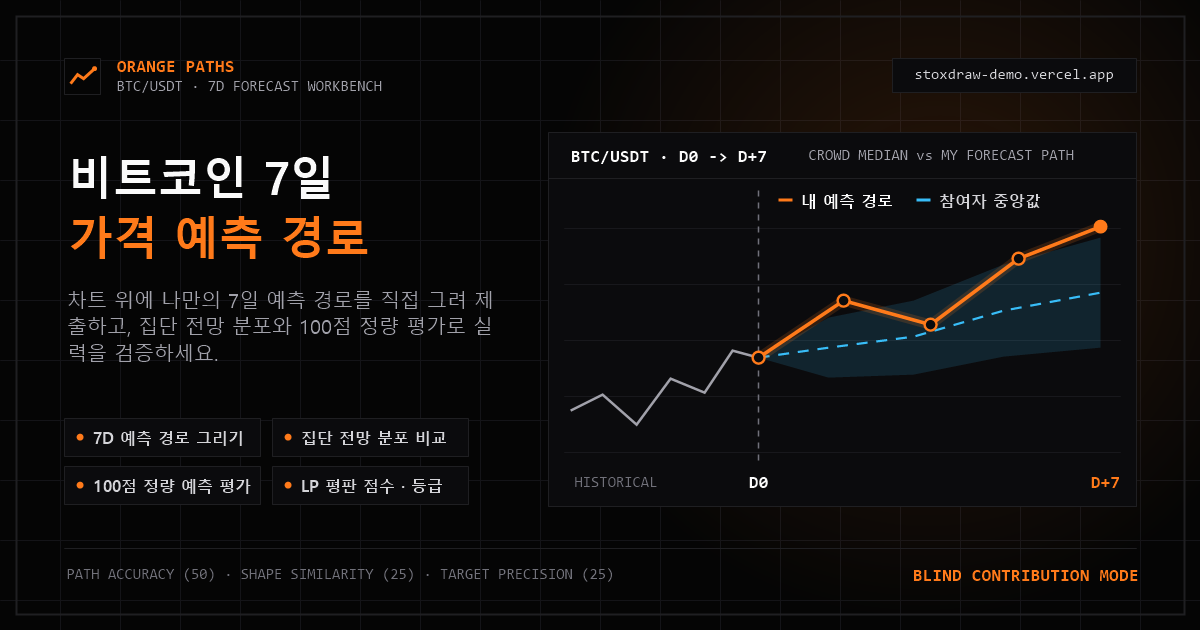 ORANGE PATHS
BTC/USDT · 7D FORECAST WORKBENCH
stoxdraw-demo.vercel.app
비트코인 7일
가격 예측 경로
차트 위에 나만의 7일 예측 경로를 직접 그려 제
출하고, 집단 전망 분포와 100점 정량 평가로 실
력을 검증하세요.
7D 예측 경로 그리기
집단 전망 분포 비교
100점 정량 예측 평가
LP 평판 점수 · 등급
BTC/USDT · D0 -> D+7
CROWD MEDIAN vs MY FORECAST PATH
내 예측 경로
참여자 중앙값
HISTORICAL
D0
D+7
PATH ACCURACY (50) · SHAPE SIMILARITY (25) · TARGET PRECISION (25)
BLIND CONTRIBUTION MODE